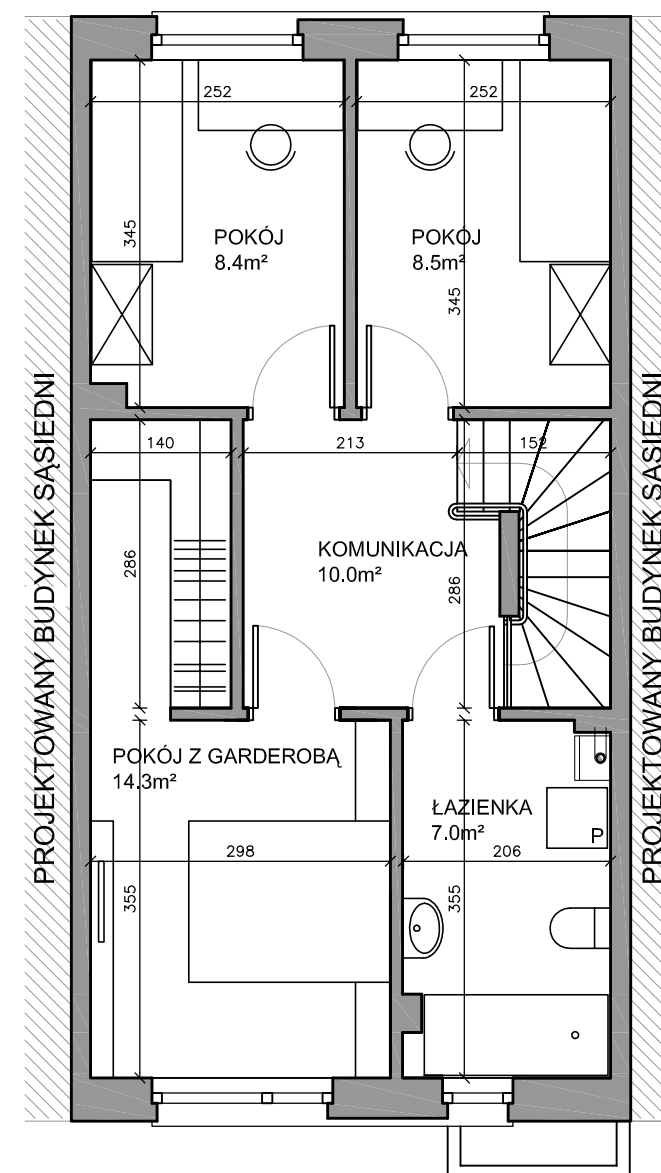 252
252
345
POKÓJ
8.4m²
POKÓJ
8.5m²
345
PROJEKTOWANY BUDYNEK SĄSIEDNI
PROJEKTOWANY BUDYNEK SĄSIEDNI
140
213
152
286
KOMUNIKACJA
10.0m²
286
POKÓJ Z GARDEROBĄ
14.3m²
ŁAZIENKA
7.0m²
P
298
206
355
355